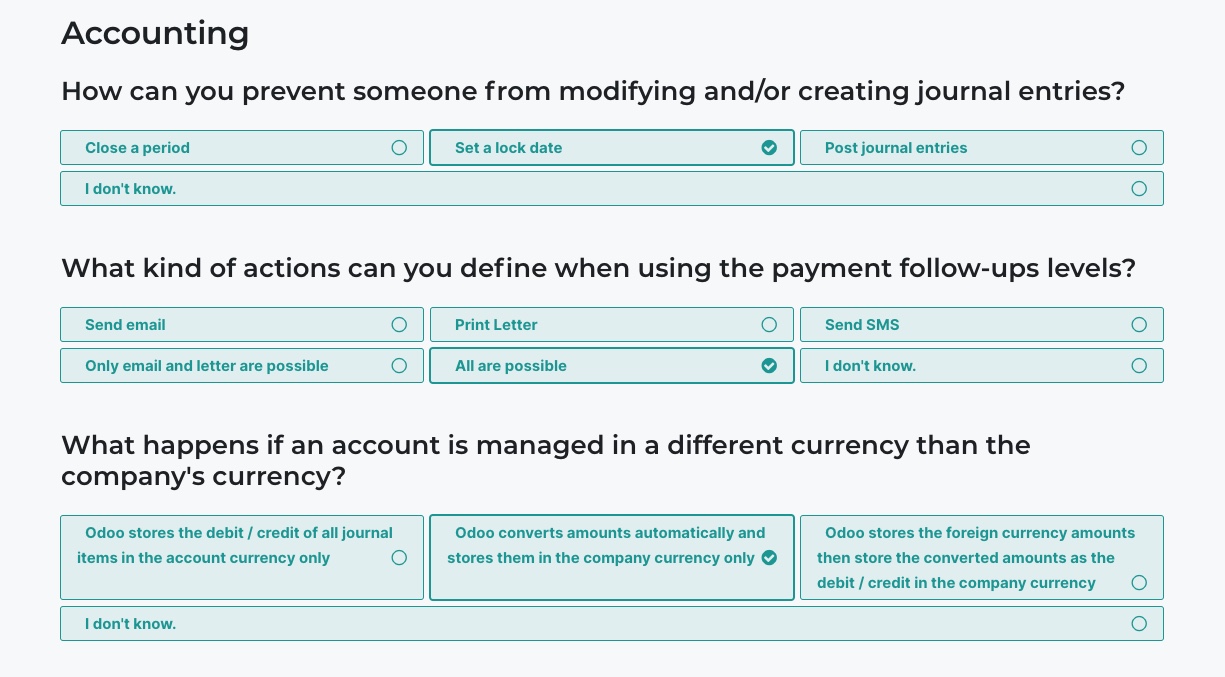 Accounting
How can you prevent someone from modifying and/or creating journal entries?
Close a period
Set a lock date
Post journal entries
I don't know.
What kind of actions can you define when using the payment follow-ups levels?
Send email
Print Letter
Send SMS
Only email and letter are possible
All are possible
I don't know.
What happens if an account is managed in a different currency than the
company's currency?
Odoo stores the debit / credit of all journal
items in the account currency only
Odoo converts amounts automatically and
stores them in the company currency only
Odoo stores the foreign currency amounts
then store the converted amounts as the
debit / credit in the company currency
I don't know.